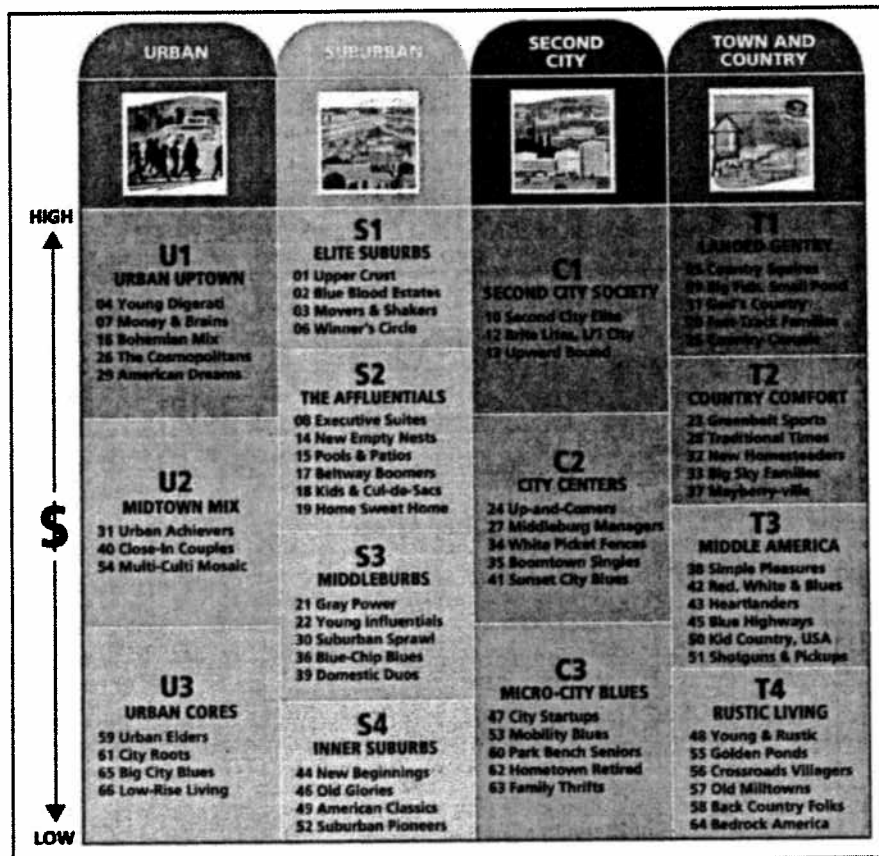 URBAN
SUBURBAN
SECOND
CITY
TOWN AND
COUNTRY
HIGH
$
LOW
U1
URBAN UPTOWN
04 Young Digerati
07 Money & Brains
16 Bohemian Mix
26 The Cosmopolitans
29 American Dreams
U2
MIDTOWN MIX
31 Urban Achievers
40 Close-In Couples
54 Multi-Culti Mosaic
U3
URBAN CORES
59 Urban Elders
61 City Roots
65 Big City Blues
66 Low-Rise Living
S1
ELITE SUBURBS
01 Upper Crust
02 Blue Blood Estates
03 Movers & Shakers
06 Winner's Circle
S2
THE AFFLUENTIALS
08 Executive Suites
14 New Empty Nests
15 Pools & Patios
17 Beltway Boomers
18 Kids & Cul-de-Sacs
19 Home Sweet Home
S3
MIDDLEBURBS
21 Gray Power
22 Young Influentials
30 Suburban Sprawl
36 Blue-Chip Blues
39 Domestic Duos
S4
INNER SUBURBS
44 New Beginnings
46 Old Glories
49 American Classics
52 Suburban Pioneers
C1
SECOND CITY SOCIETY
10 Second City Elite
12 Brite Lites, Li'l City
13 Upward Bound
C2
CITY CENTERS
24 Up-and-Comers
27 Middleburg Managers
34 White Picket Fences
35 Boomtown Singles
41 Sunset City Blues
C3
MICRO-CITY BLUES
47 City Startups
53 Mobility Blues
60 Park Bench Seniors
62 Hometown Retired
63 Family Thrifts
T1
LANDED GENTRY
Country Squires
Big Fish, Small Pond
God's Country
Fast-Track Families
Country Casuals
T2
COUNTRY COMFORT
23 Greenbelt Sports
28 Traditional Times
32 New Homesteaders
33 Big Sky Families
37 Mayberry-ville
T3
MIDDLE AMERICA
38 Simple Pleasures
42 Red, White & Blues
43 Heartlanders
45 Blue Highways
50 Kid Country, USA
51 Shotguns & Pickups
T4
RUSTIC LIVING
48 Young & Rustic
55 Golden Ponds
56 Crossroads Villagers
57 Old Milltowns
58 Back Country Folks
64 Bedrock America